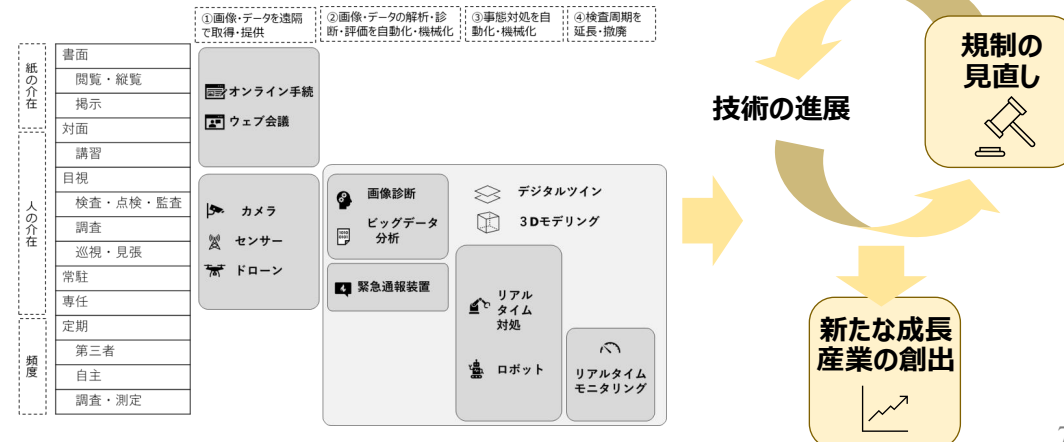 ①画像・データを遠隔
で取得・提供
②画像・データの解析・診
断・評価を自動化・機械化
③事態対処を自
動化・機械化
④検査周期を
延長・撤廃
紙の介在
書面
閲覧・縦覧
掲示
人の介在
対面
講習
目視
検査・点検・監査
調査
巡視・見張
常駐
専任
頻度
定期
第三者
自主
調査・測定
オンライン手続
ウェブ会議
カメラ
センサー
ドローン
画像診断
ビッグデータ
分析
緊急通報装置
デジタルツイン
3Dモデリング
リアル
タイム
対処
ロボット
リアルタイム
モニタリング
技術の進展
規制の
見直し
新たな成長
産業の創出